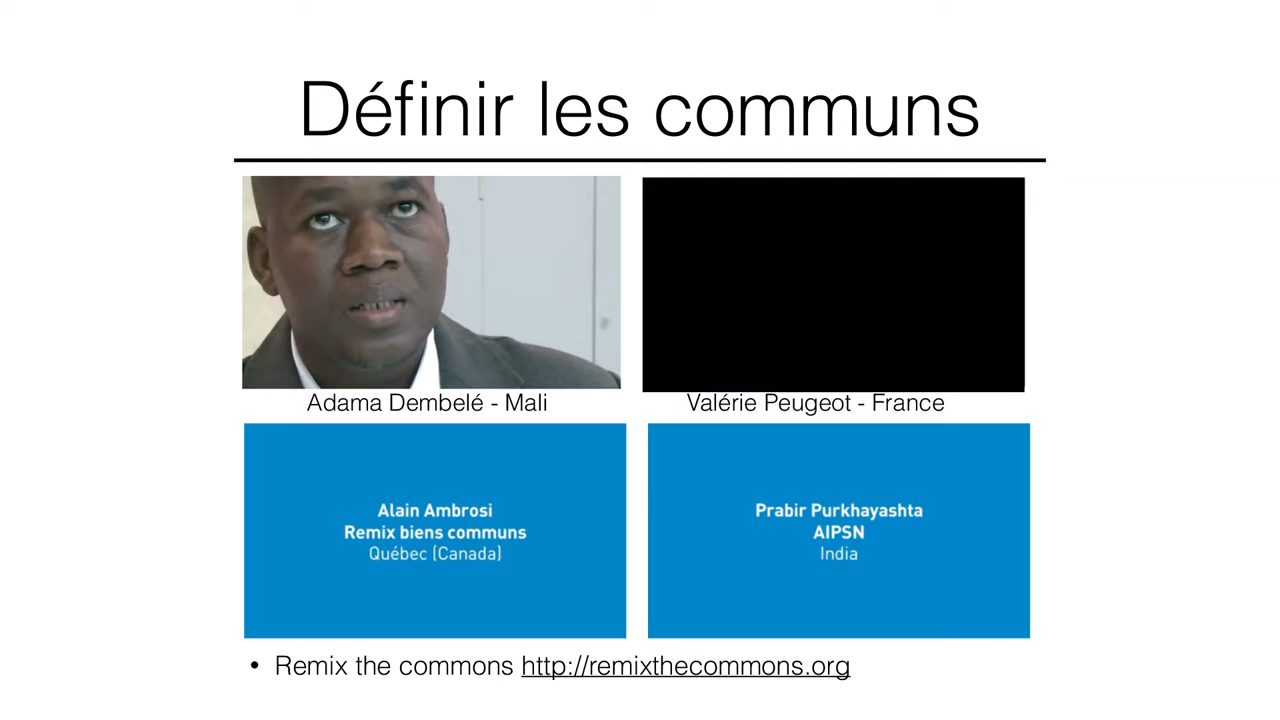 Définir les communs
Adama Dembelé - Mali
Valérie Peugeot - France
Alain Ambrosi
Remix biens communs
Québec (Canada)
Prabir Purkhayashta
AIPSN
India
• Remix the commons http://remixthecommons.org